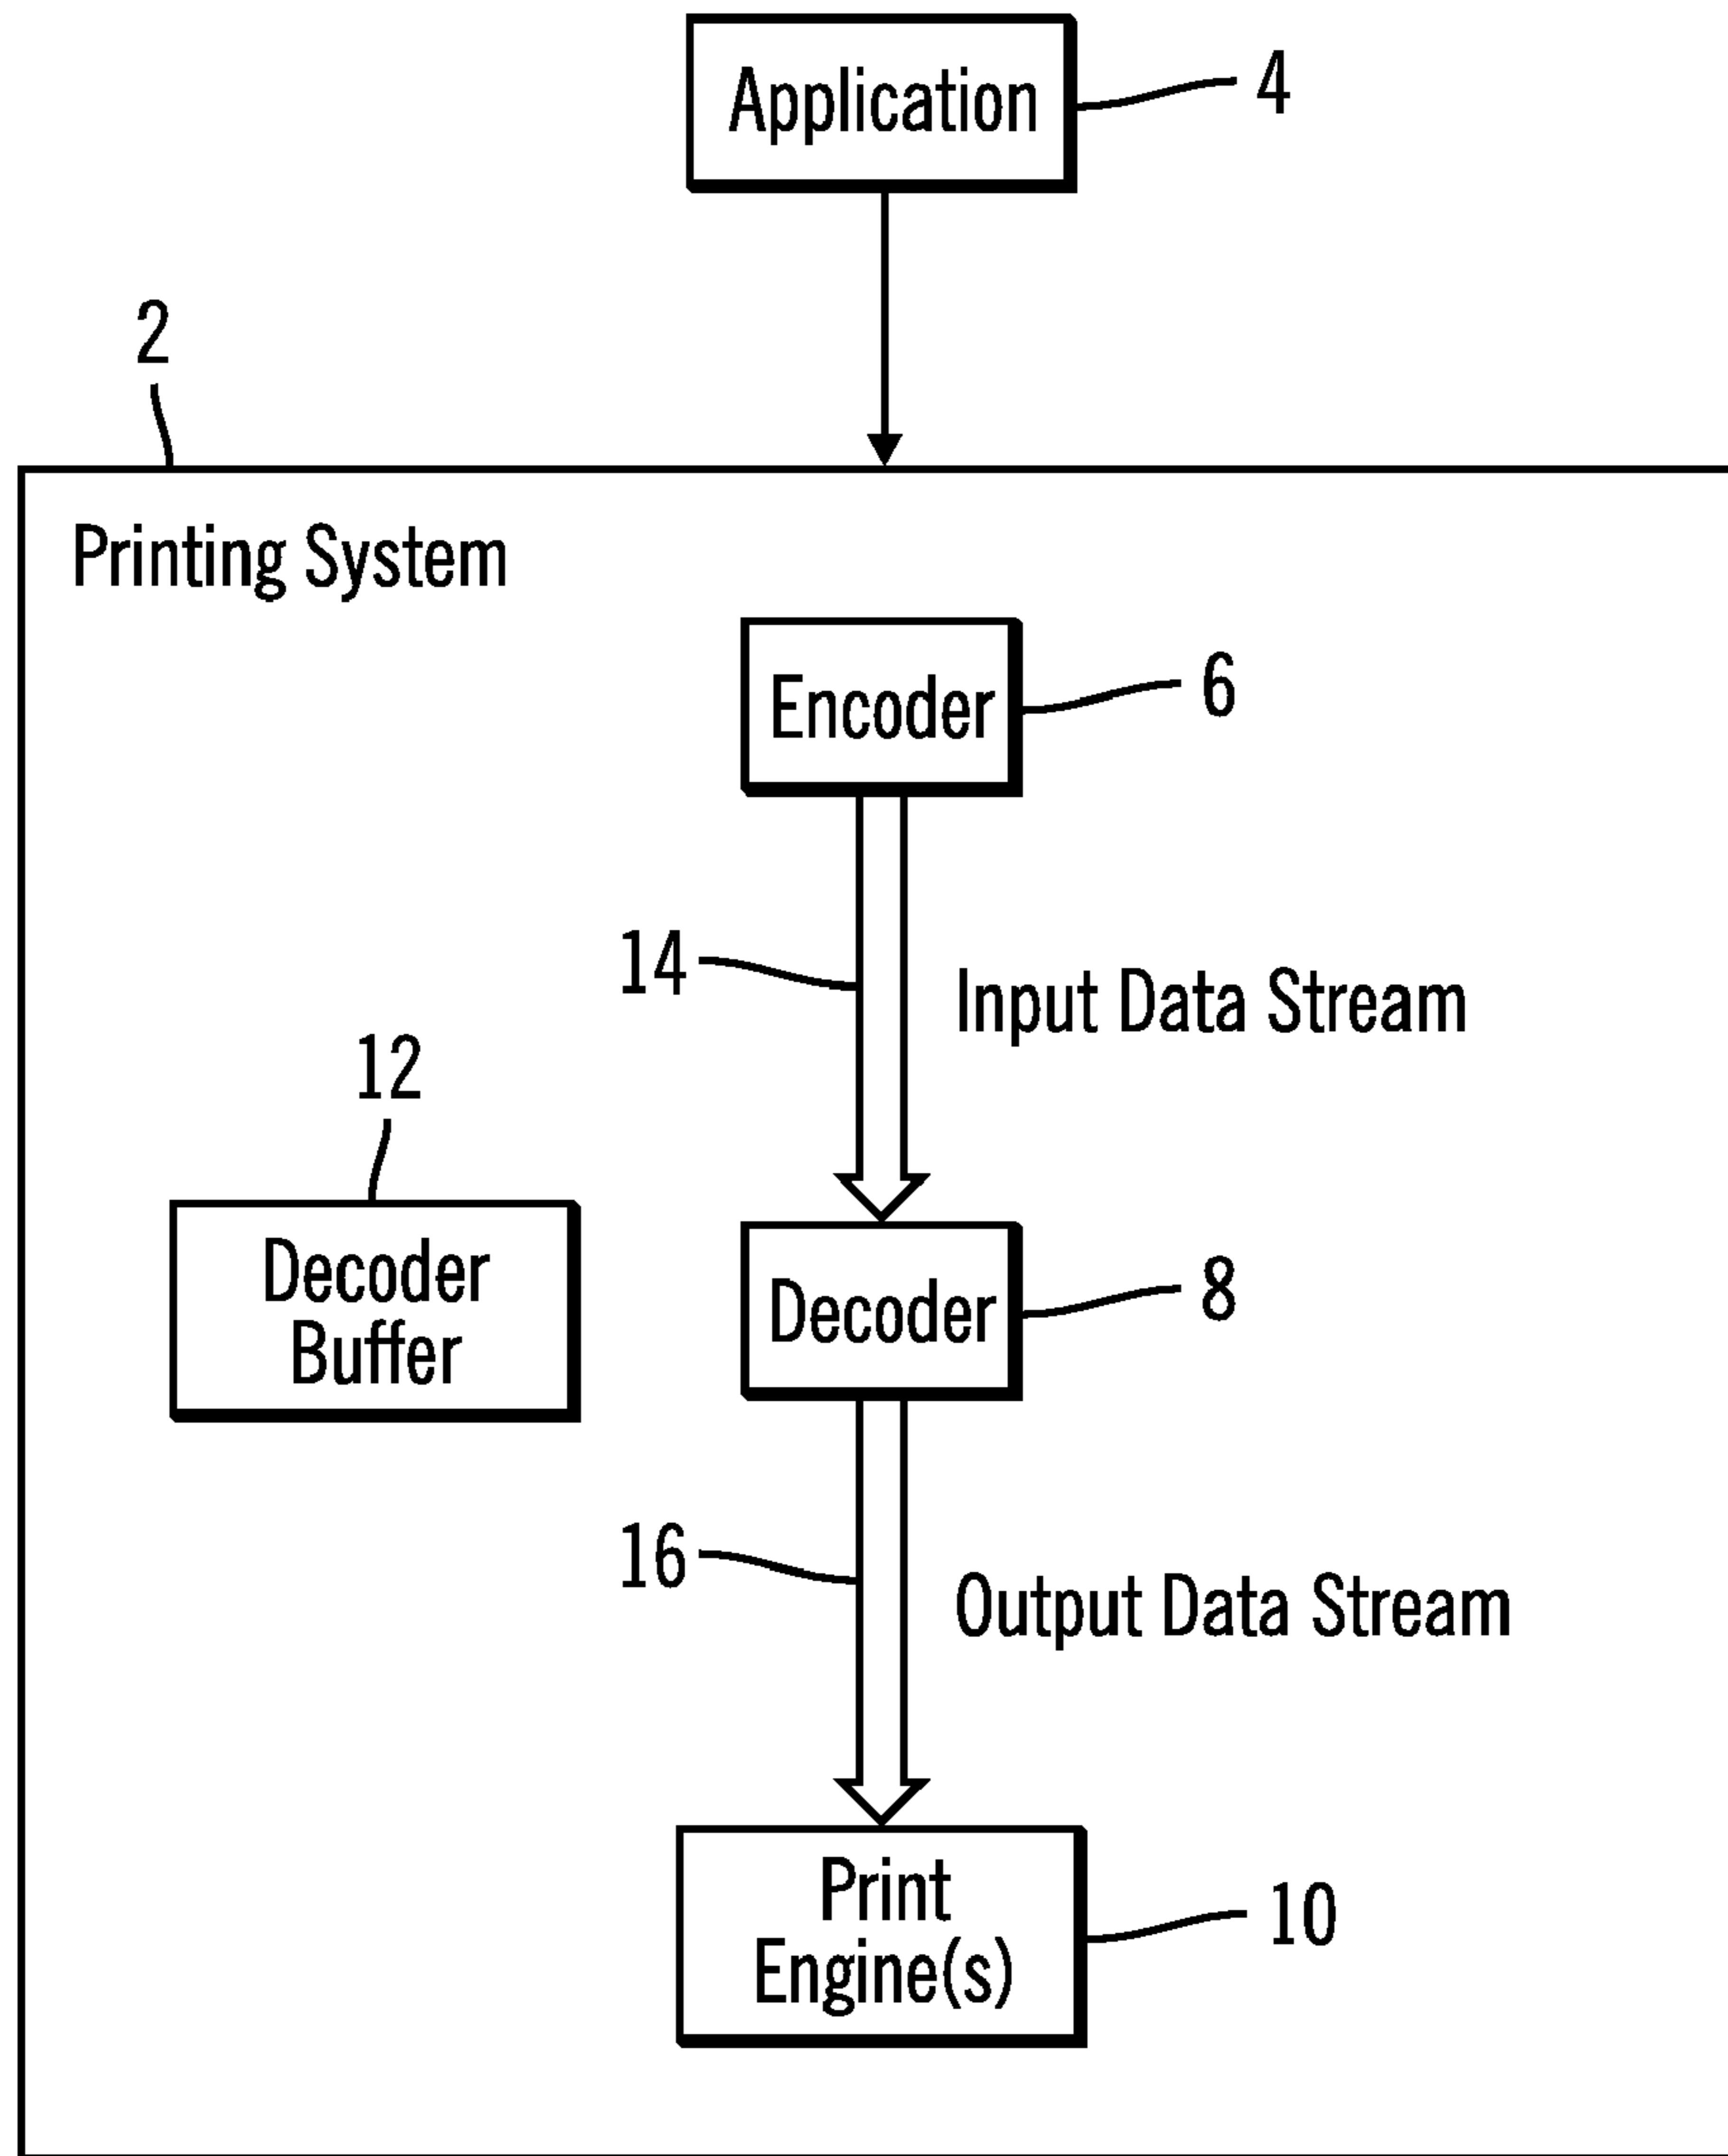 Application
4
2
Printing System
Encoder
6
14
Input Data Stream
12
Decoder
Buffer
Decoder
8
16
Output Data Stream
Print
Engine(s)
10